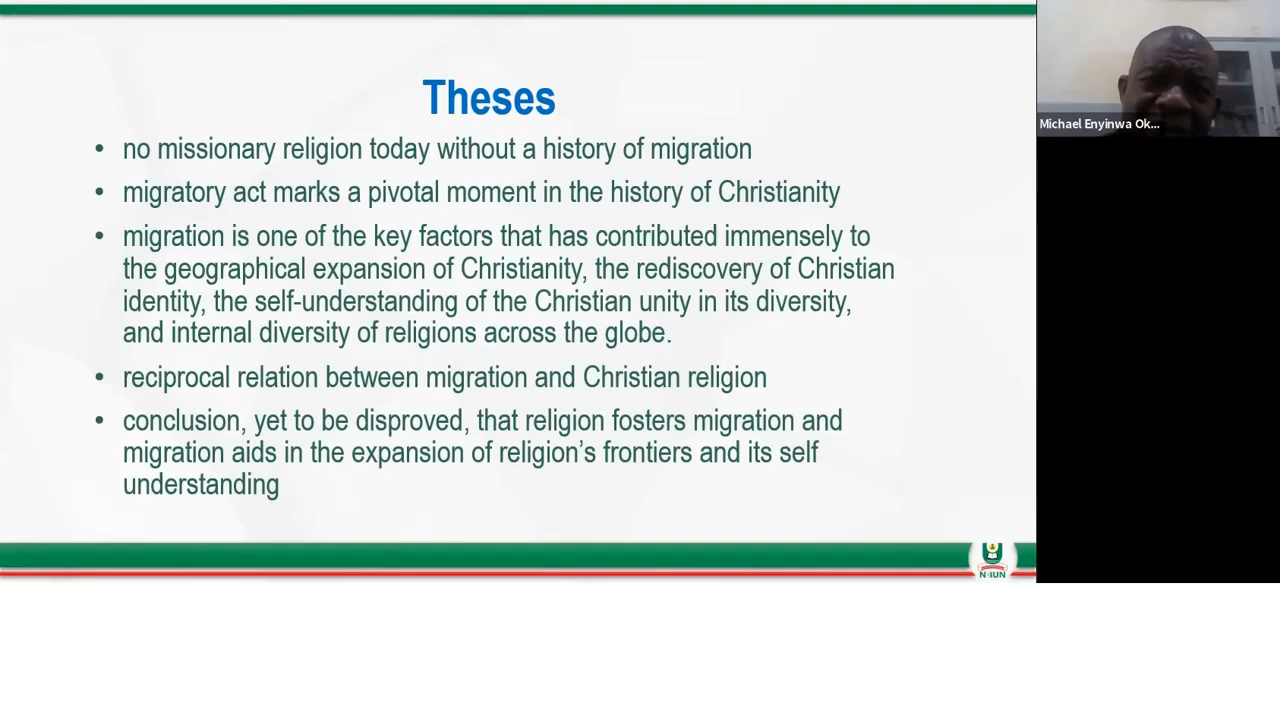 Theses
• no missionary religion today without a history of migration
• migratory act marks a pivotal moment in the history of Christianity
• migration is one of the key factors that has contributed immensely to
the geographical expansion of Christianity, the rediscovery of Christian
identity, the self-understanding of the Christian unity in its diversity,
and internal diversity of religions across the globe.
• reciprocal relation between migration and Christian religion
• conclusion, yet to be disproved, that religion fosters migration and
migration aids in the expansion of religion’s frontiers and its self
understanding
Michael Enyinwa Ok...
NOUN